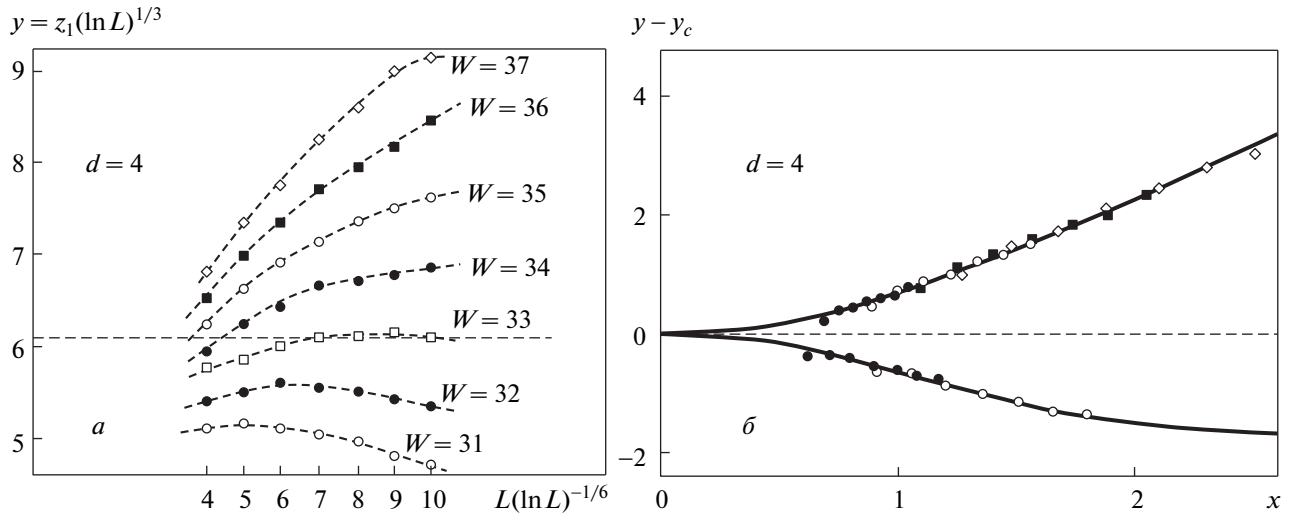 y = z₁(ln L)^{1/3}
9
8
7
6
5
d = 4
W = 37
W = 36
W = 35
W = 34
W = 33
W = 32
W = 31
а
4 5 6 7 8 9 10 L(ln L)^{–1/6}
y – y_c
4
2
0
–2
d = 4
б
0 1 2 x